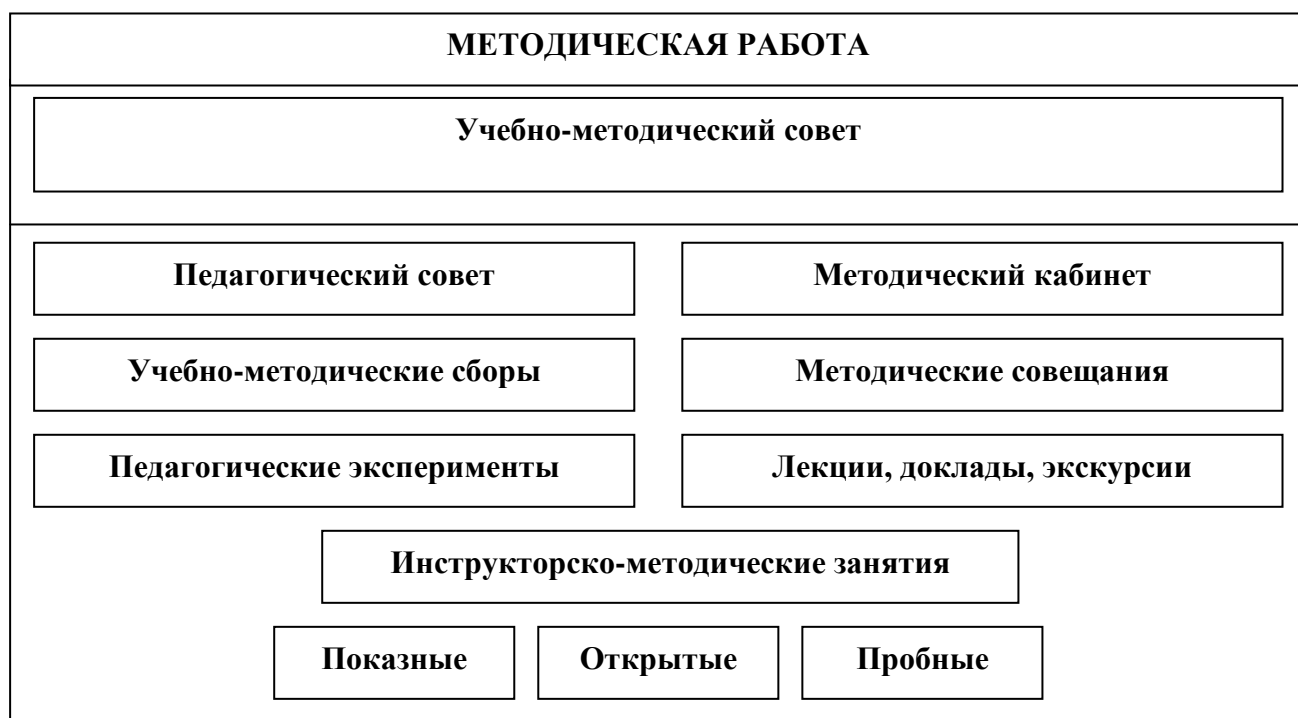 МЕТОДИЧЕСКАЯ РАБОТА
Учебно-методический совет
Педагогический совет
Методический кабинет
Учебно-методические сборы
Методические совещания
Педагогические эксперименты
Лекции, доклады, экскурсии
Инструкторско-методические занятия
Показные
Открытые
Пробные